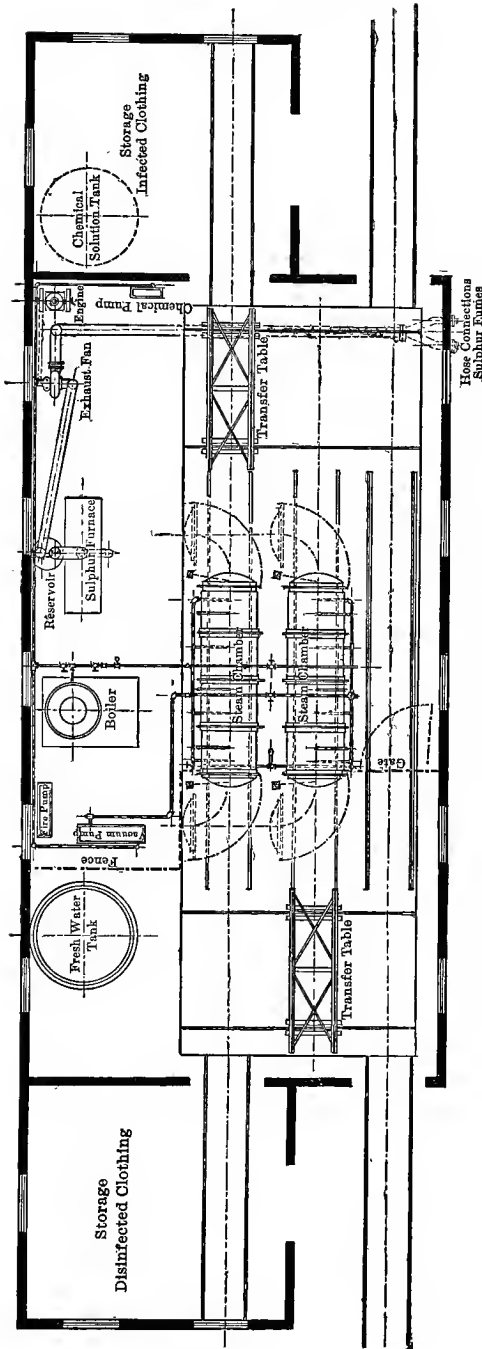 Storage
Infected Clothing
Chemical
Solution Tank
Engine
Chemical Pump
Exhaust Fan
Transfer Table
Hose Connections
Sulphur Fumes
Reservoir
Sulphur Furnace
Boiler
Steam Chamber
Steam Chamber
Gate
Fire Pump
acuum Pump
Fence
Fresh Water
Tank
Transfer Table
Storage
Disinfected Clothing